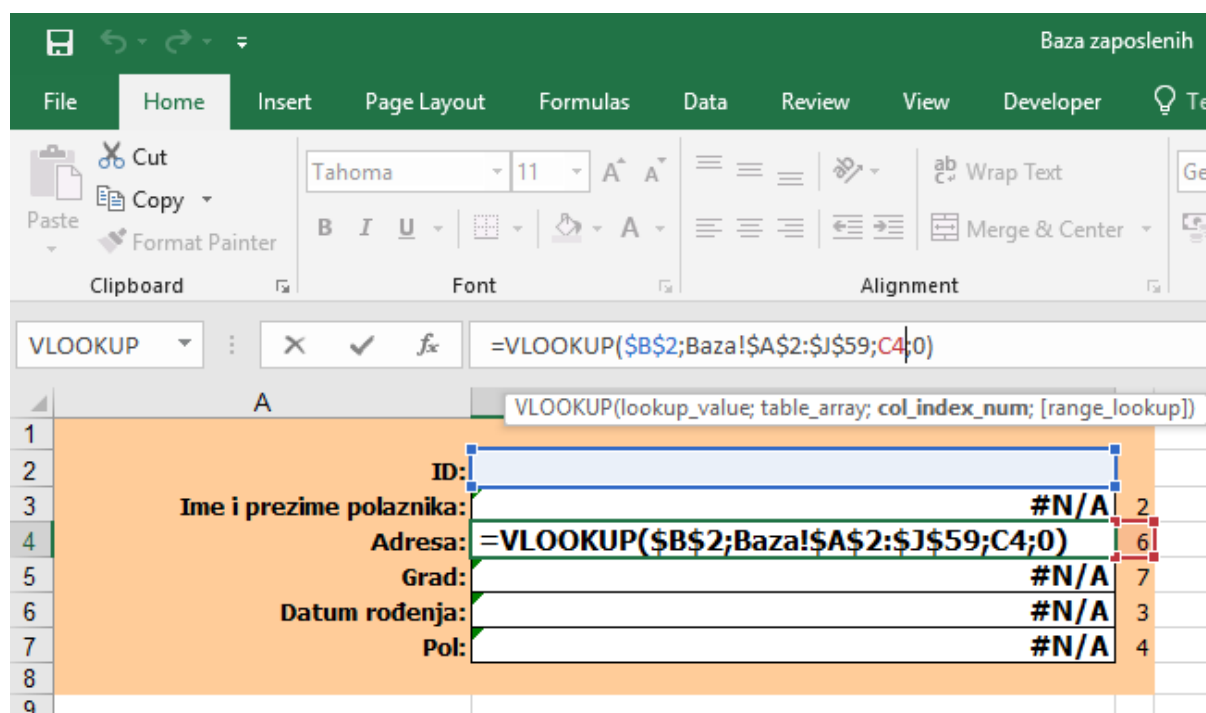 Baza zaposlenih
File Home Insert Page Layout Formulas Data Review View Developer
Cut
Copy
Format Painter
Paste
Tahoma 11
B I U A
ab Wrap Text
Merge & Center
Clipboard Font Alignment
VLOOKUP fx =VLOOKUP($B$2;Baza!$A$2:$J$59;C4;0)
A VLOOKUP(lookup_value; table_array; col_index_num; [range_lookup])
1
2 ID:
3 Ime i prezime polaznika: #N/A 2
4 Adresa: =VLOOKUP($B$2;Baza!$A$2:$J$59;C4;0) 6
5 Grad: #N/A 7
6 Datum rođenja: #N/A 3
7 Pol: #N/A 4
8
9